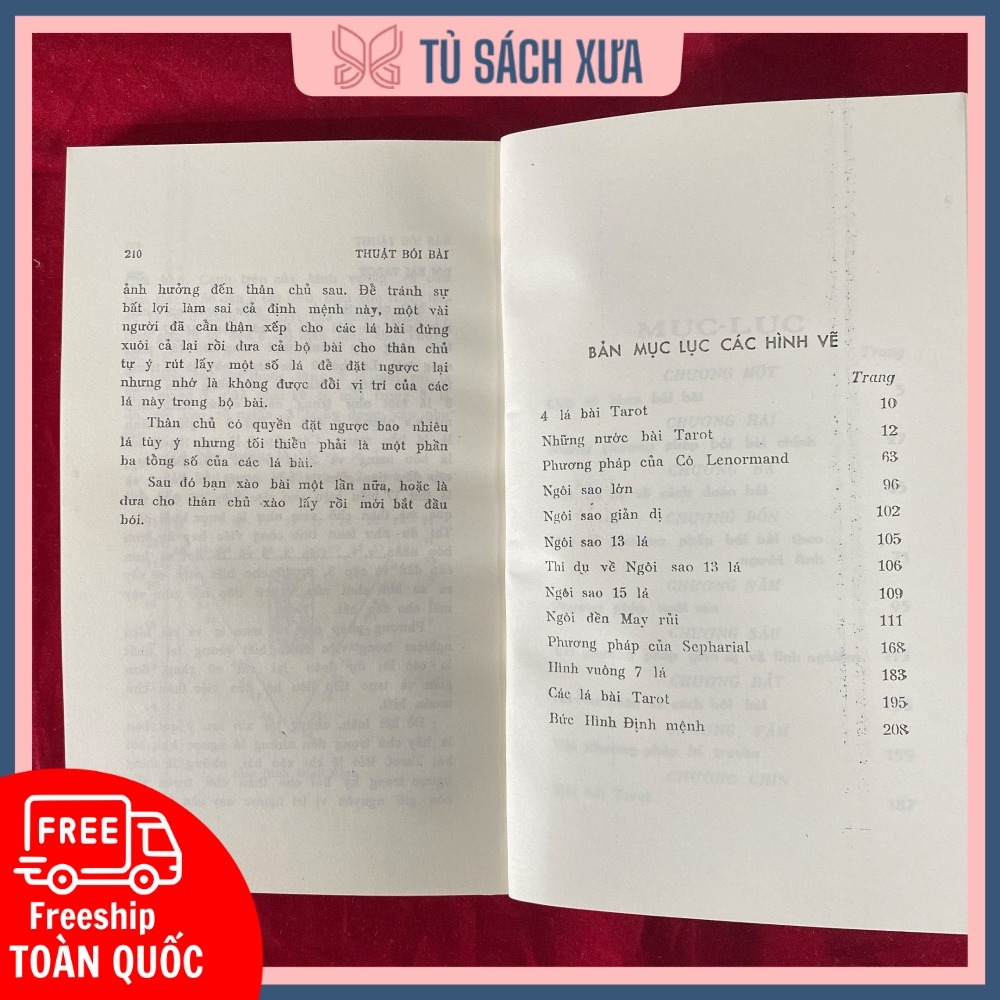 TỦ SÁCH XƯA
210 THUẬT BÓI BÀI
ảnh hưởng đến thân chủ sau. Để tránh sự
bất lợi làm sai cả định mệnh này, một vài
người đã cẩn thận xếp cho các lá bài đứng
xuôi cả lại rồi đưa cả bộ bài cho thân chủ
tự ý rút lấy một số lá để đặt ngược lại
nhưng nhớ là không được đổi vị trí của các
lá này trong bộ bài.
Thân chủ có quyền đặt ngược bao nhiêu
lá tùy ý nhưng tối thiểu phải là một phần
ba tổng số của các lá bài.
Sau đó bạn xào bài một lần nữa, hoặc là
đưa cho thân chủ xào lấy rồi mới bắt đầu
bói.
BẢN MỤC LỤC CÁC HÌNH VẼ
Trang
4 lá bài Tarot 10
Những nước bài Tarot 12
Phương pháp của Cô Lenormand 63
Ngôi sao lớn 96
Ngôi sao giản dị 102
Ngôi sao 13 lá 105
Thí dụ về Ngôi sao 13 lá 106
Ngôi sao 15 lá 109
Ngôi đền May rủi 111
Phương pháp của Sepharial 168
Hình vuông 7 lá 183
Các lá bài Tarot 195
Bức Hình Định mệnh 208
FREE
Freeship
TOÀN QUỐC